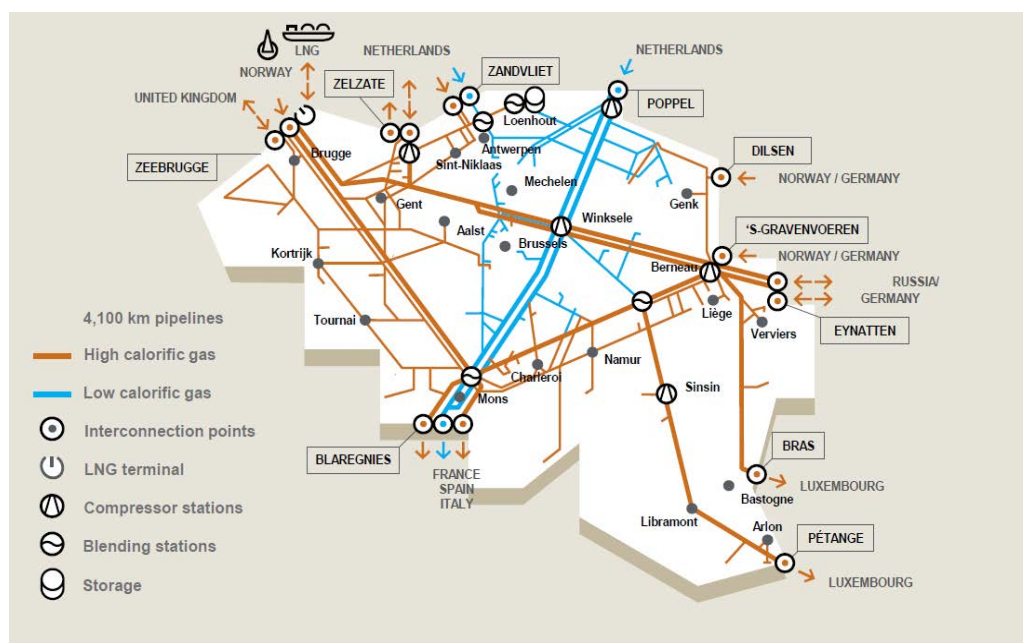 LNG
NORWAY
NETHERLANDS
NETHERLANDS
ZANDVLIET
ZELZATE
POPPEL
UNITED KINGDOM
Loenhout
Antwerpen
ZEEBRUGGE
Brugge
Sint-Niklaas
DILSEN
Mechelen
NORWAY / GERMANY
Gent
Genk
Aalst
Winksele
'S-GRAVENVOEREN
Brussels
Kortrijk
Berneau
NORWAY / GERMANY
RUSSIA/
GERMANY
Liège
EYNATTEN
Verviers
Tournai
4,100 km pipelines
High calorific gas
Low calorific gas
Interconnection points
LNG terminal
Compressor stations
Blending stations
Storage
Namur
Charleroi
Mons
Sinsin
BLAREGNIES
FRANCE
SPAIN
ITALY
BRAS
LUXEMBOURG
Bastogne
Libramont
Arlon
PÉTANGE
LUXEMBOURG